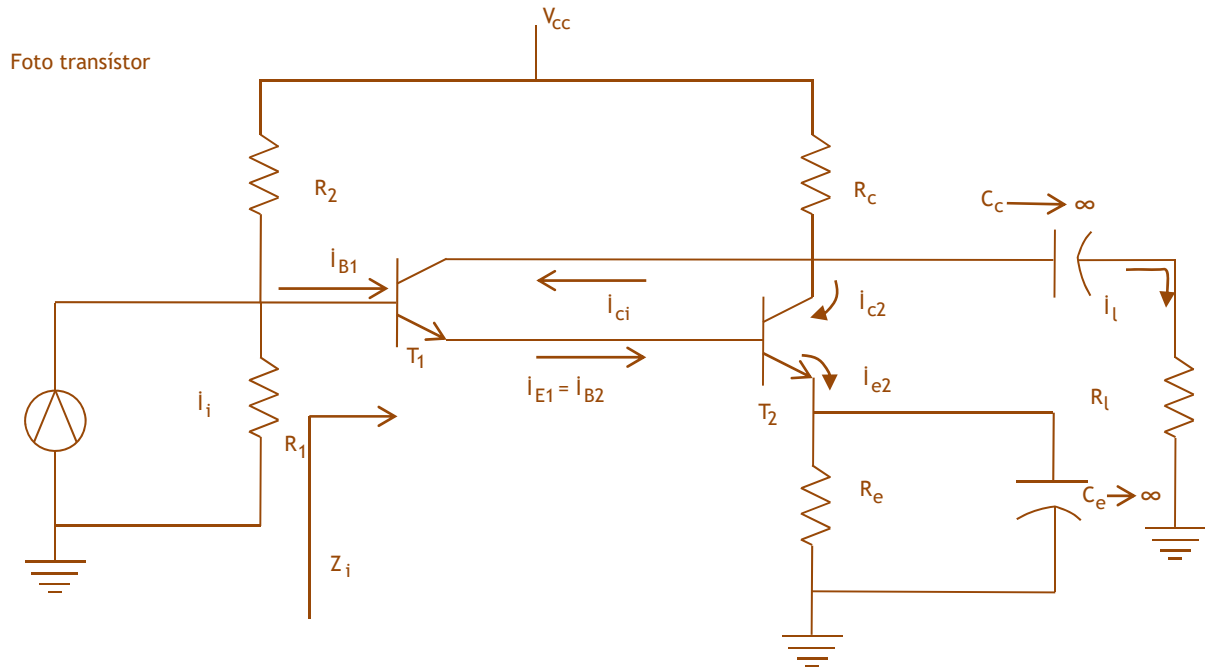 Vcc
Foto transístor
R2
Rc
Cc → ∞
iB1
ici
ic2
il
T1
iE1 = iB2
ie2
T2
Rl
ii
R1
Re
Ce → ∞
Zi